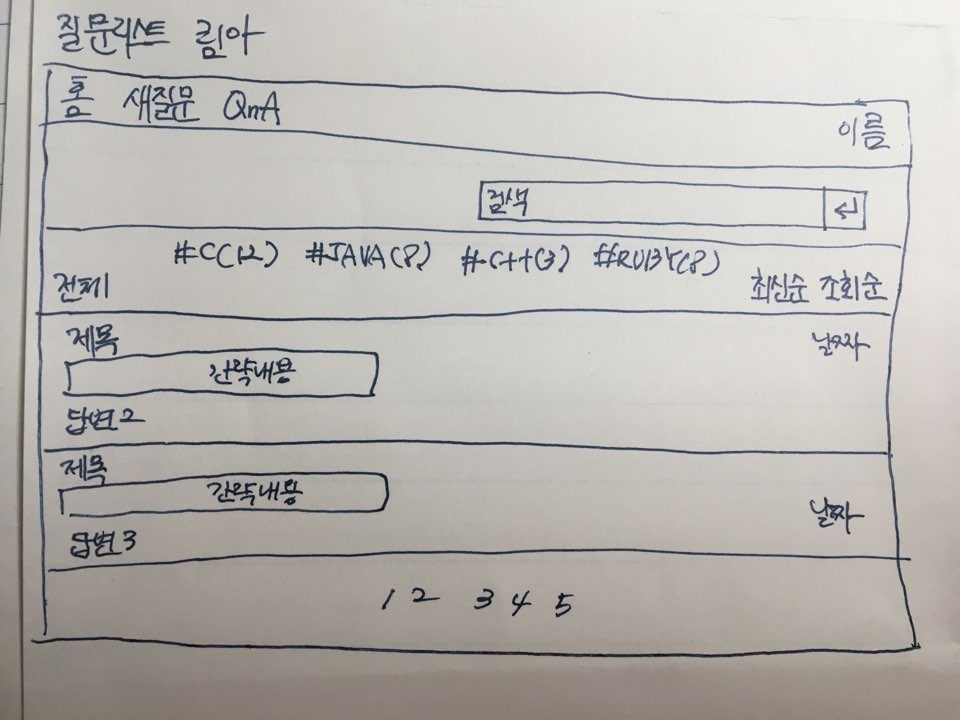 질문리스트 림아
홈 새질문 QnA
이름
검색
#C(12) #JAVA(8) #C++(3) #RUBY(8)
전체 최신순 조회순
제목
날짜
간략내용
답변 2
제목
간략내용
날짜
답변 3
1 2 3 4 5